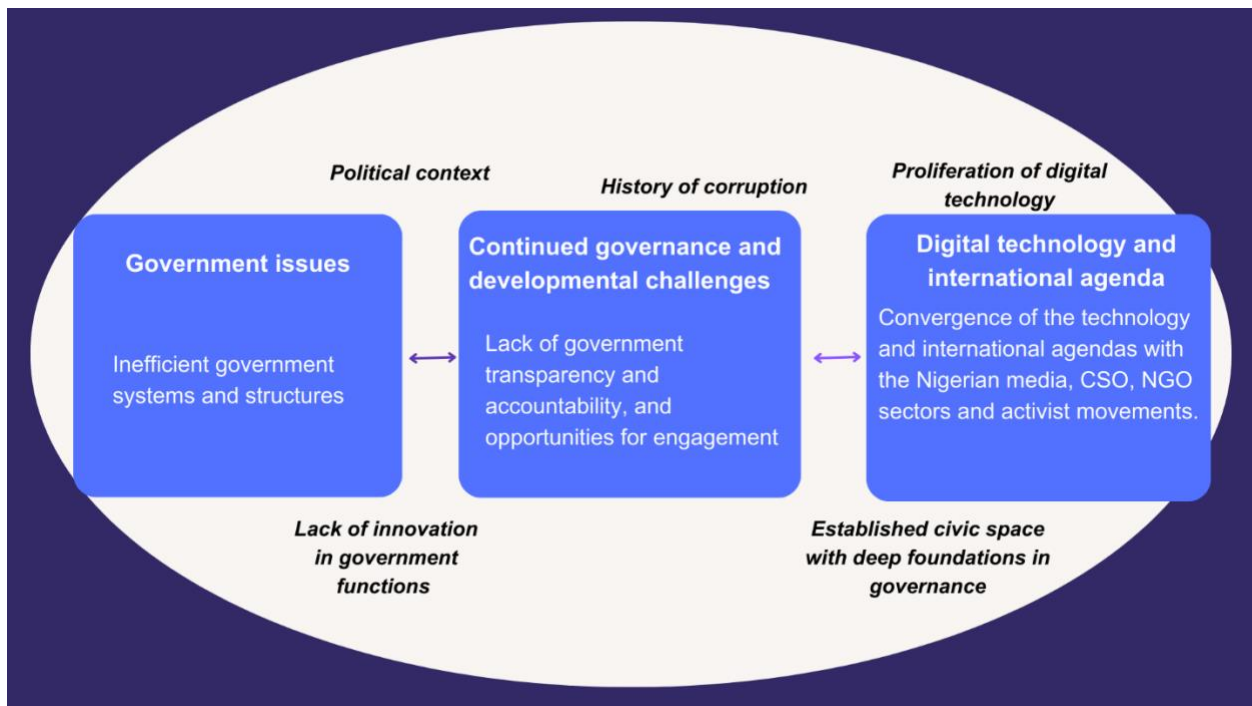 Political context
History of corruption
Proliferation of digital
technology
Government issues
Inefficient government
systems and structures
Continued governance and
developmental challenges
Lack of government
transparency and
accountability, and
opportunities for engagement
Digital technology and
international agenda
Convergence of the technology
and international agendas with
the Nigerian media, CSO, NGO
sectors and activist movements.
Lack of innovation
in government
functions
Established civic space
with deep foundations in
governance